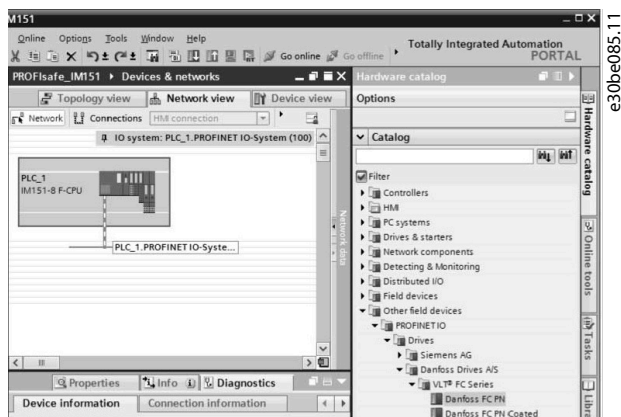 M151
Online Options Tools Window Help
Totally Integrated Automation
PORTAL
Go online Go offline
PROFIsafe_IM151 ▸ Devices & networks
Topology view Network view Device view
Network Connections HMI connection
IO system: PLC_1.PROFINET IO-System (100)
PLC_1
IM151-8 F-CPU
PLC_1.PROFINET IO-Syste...
Network data
Properties Info Diagnostics
Device information Connection information
Hardware catalog
Options
Catalog
Filter
Controllers
HMI
PC systems
Drives & starters
Network components
Detecting & Monitoring
Distributed I/O
Field devices
Other field devices
PROFINET IO
Drives
Siemens AG
Danfoss Drives A/S
VLT® FC Series
Danfoss FC PN
Danfoss FC PN Coated
Hardware catalog
Online tools
Tasks
Libre
e30be085.11